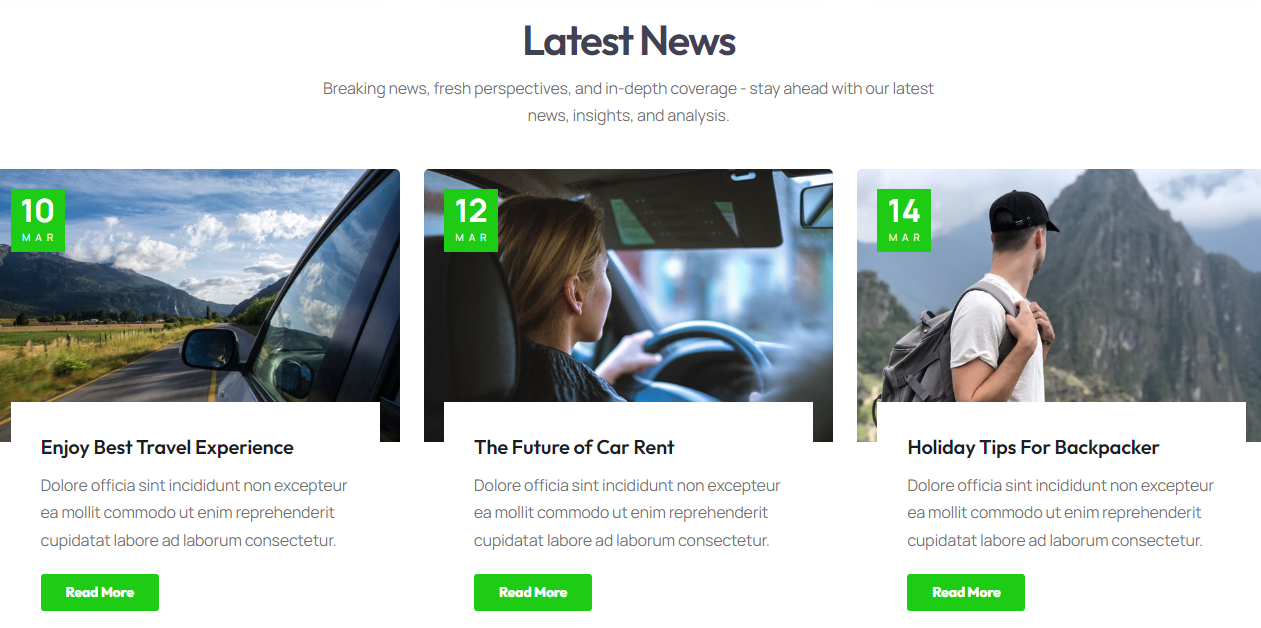 Latest News
Breaking news, fresh perspectives, and in-depth coverage - stay ahead with our latest
news, insights, and analysis.
10
MAR
Enjoy Best Travel Experience
Dolore officia sint incididunt non excepteur
ea mollit commodo ut enim reprehenderit
cupidatat labore ad laborum consectetur.
Read More
12
MAR
The Future of Car Rent
Dolore officia sint incididunt non excepteur
ea mollit commodo ut enim reprehenderit
cupidatat labore ad laborum consectetur.
Read More
14
MAR
Holiday Tips For Backpacker
Dolore officia sint incididunt non excepteur
ea mollit commodo ut enim reprehenderit
cupidatat labore ad laborum consectetur.
Read More